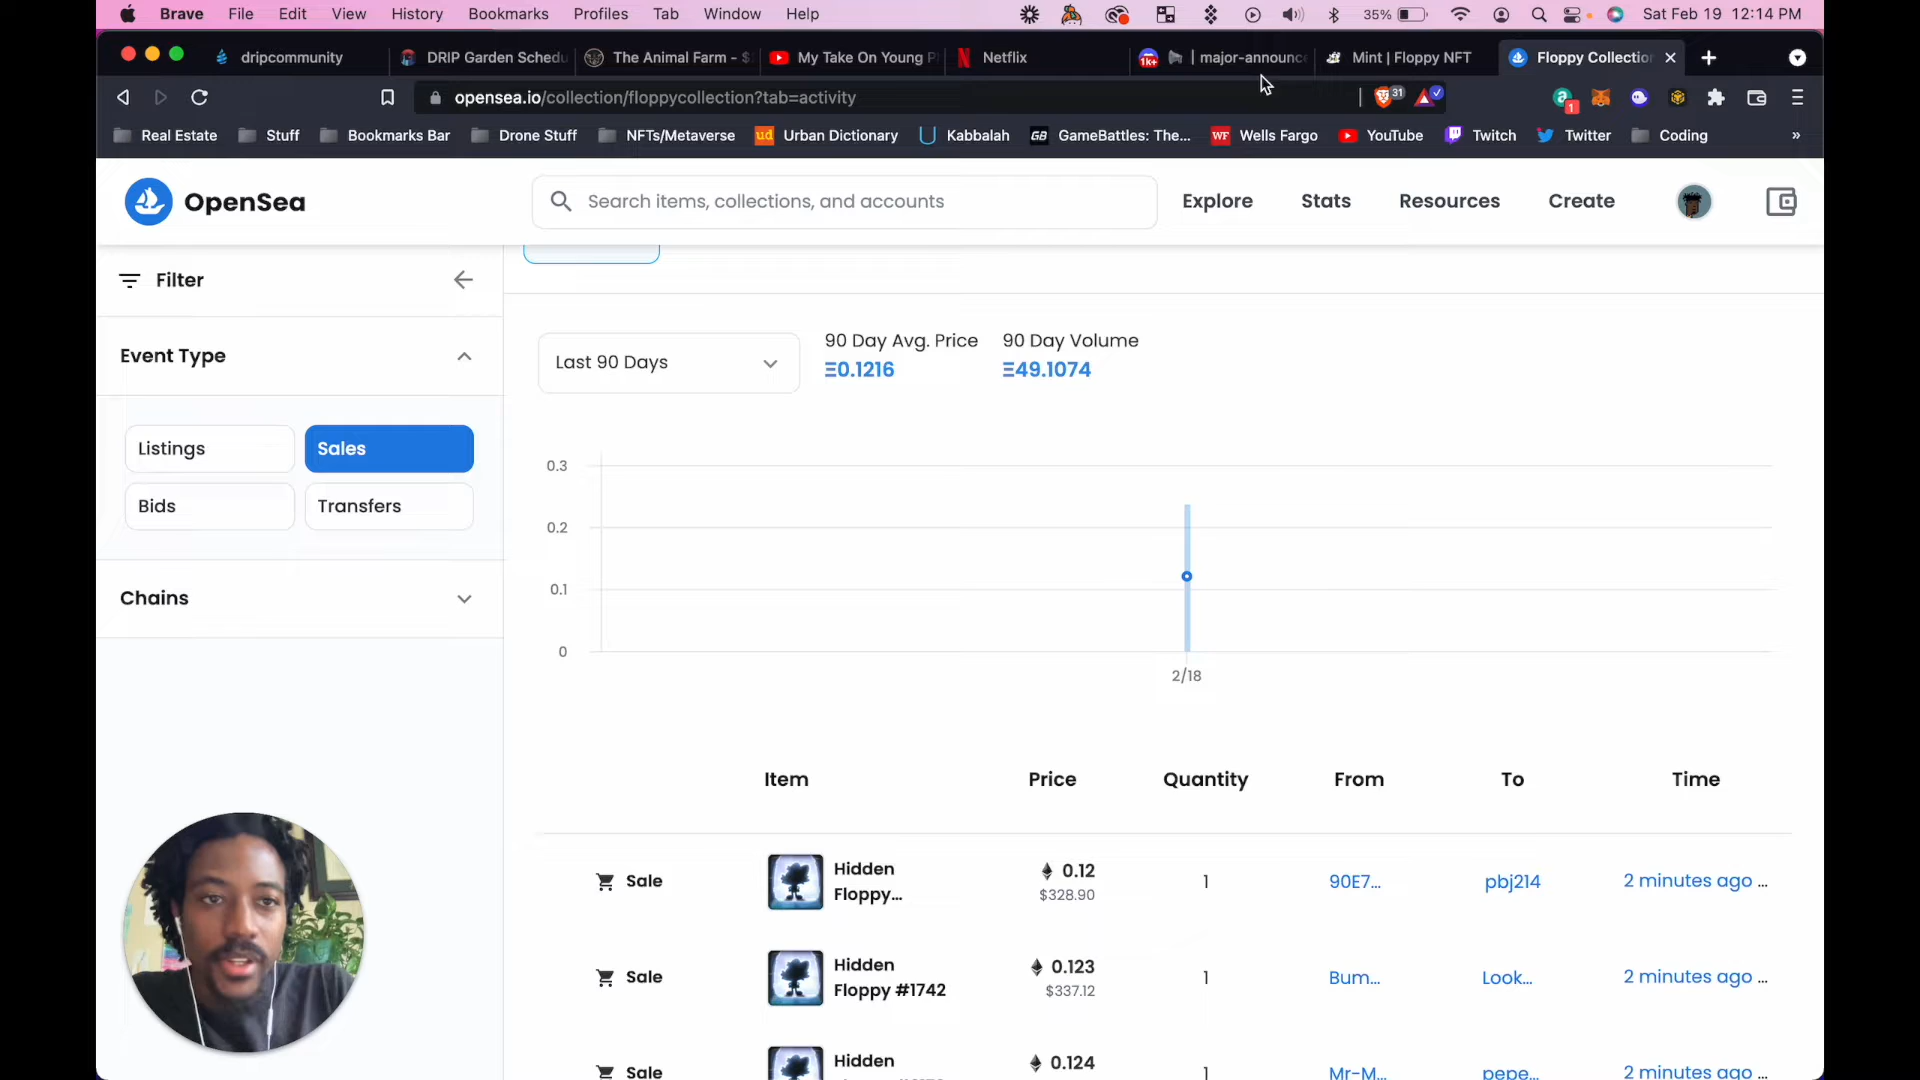 Brave File Edit View History Bookmarks Profiles Tab Window Help 35% Sat Feb 19 12:14 PM
dripcommunity DRIP Garden Schedu The Animal Farm - $ My Take On Young P Netflix 1k+ | major-announc Mint | Floppy NFT Floppy Collectio
opensea.io/collection/floppycollection?tab=activity 31 1
Real Estate Stuff Bookmarks Bar Drone Stuff NFTs/Metaverse ud Urban Dictionary Kabbalah GB GameBattles: The... WF Wells Fargo YouTube Twitch Twitter Coding »
OpenSea Search items, collections, and accounts Explore Stats Resources Create
Filter
Event Type
Listings Sales
Bids Transfers
Chains
Last 90 Days
90 Day Avg. Price 90 Day Volume
Ξ0.1216 Ξ49.1074
0.3
0.2
0.1
0
2/18
Item Price Quantity From To Time
Sale Hidden Floppy... 0.12 $328.90 1 90E7... pbj214 2 minutes ago ...
Sale Hidden Floppy #1742 0.123 $337.12 1 Bum... Look... 2 minutes ago ...
Sale Hidden 0.124 1 Mr-M... pepe... 2 minutes ago ...